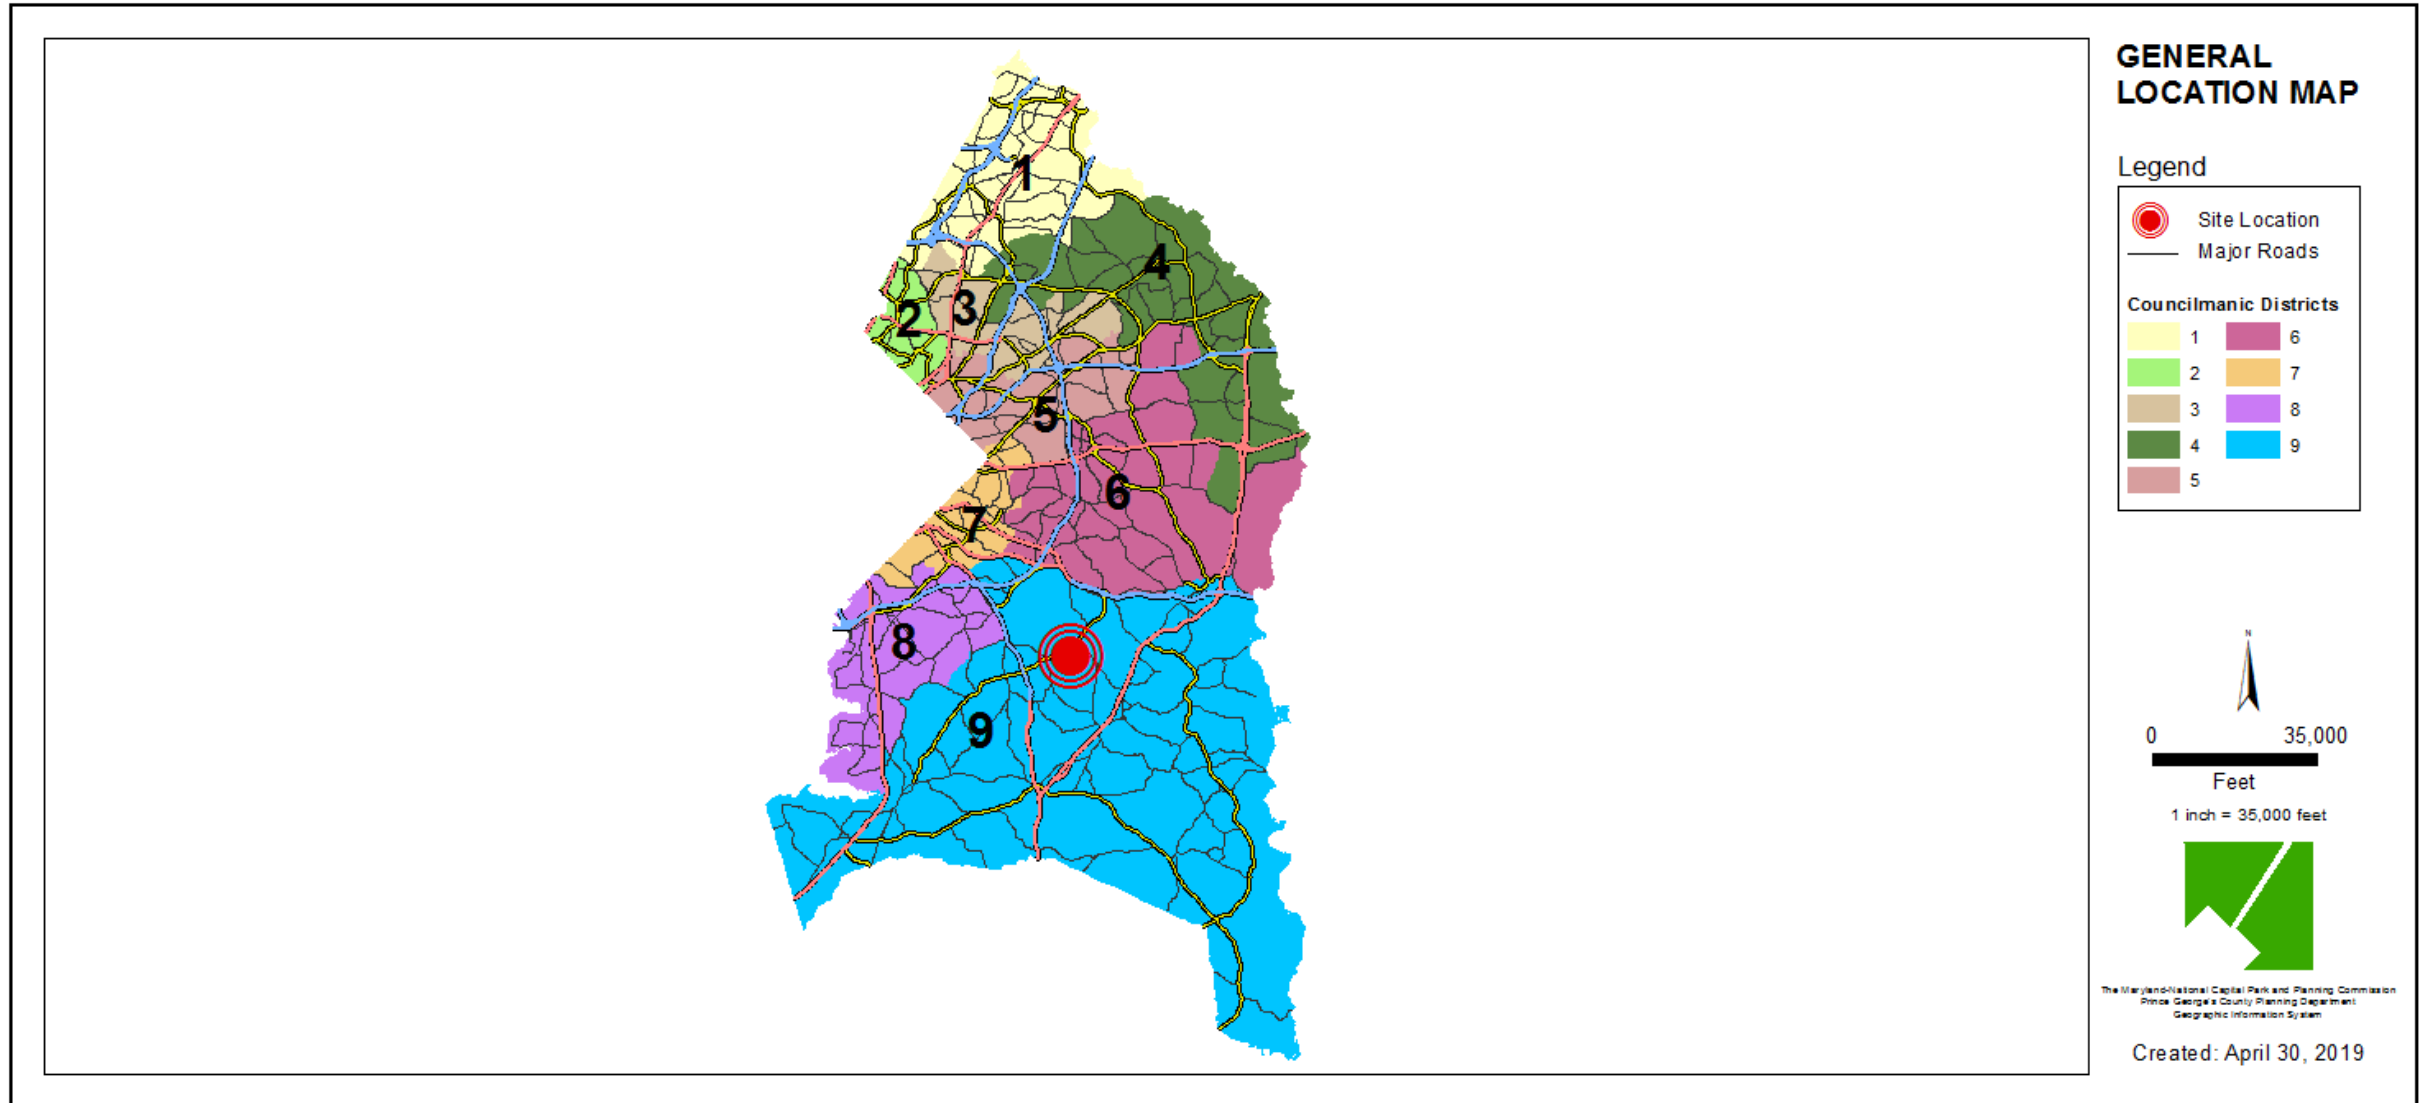 GENERAL
LOCATION MAP
Legend
Site Location
Major Roads
Councilmanic Districts
1 6
2 7
3 8
4 9
5
1
4
2
3
5
6
7
8
9
N
0 35,000
Feet
1 inch = 35,000 feet
The Maryland-National Capital Park and Planning Commission
Prince George's County Planning Department
Geographic Information System
Created: April 30, 2019